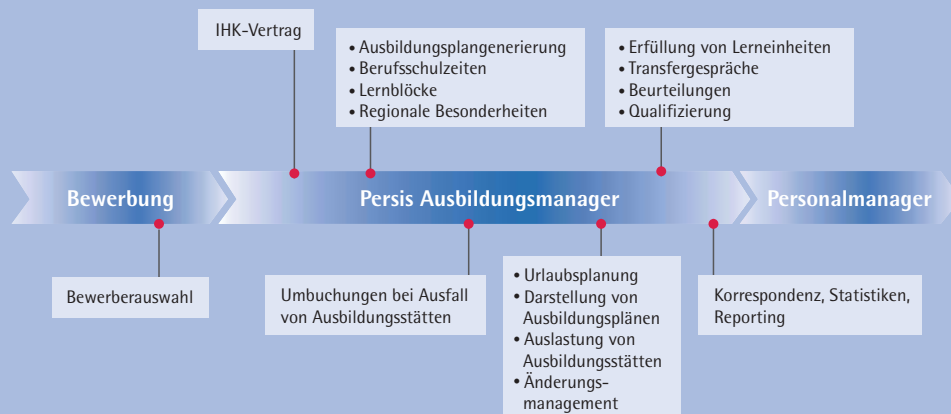 IHK-Vertrag
• Ausbildungsplangenerierung
• Berufsschulzeiten
• Lernblöcke
• Regionale Besonderheiten
• Erfüllung von Lerneinheiten
• Transfergespräche
• Beurteilungen
• Qualifizierung
Bewerbung
Persis Ausbildungsmanager
Personalmanager
Bewerberauswahl
Umbuchungen bei Ausfall
von Ausbildungsstätten
• Urlaubsplanung
• Darstellung von
Ausbildungsplänen
• Auslastung von
Ausbildungsstätten
• Änderungs-
management
Korrespondenz, Statistiken,
Reporting